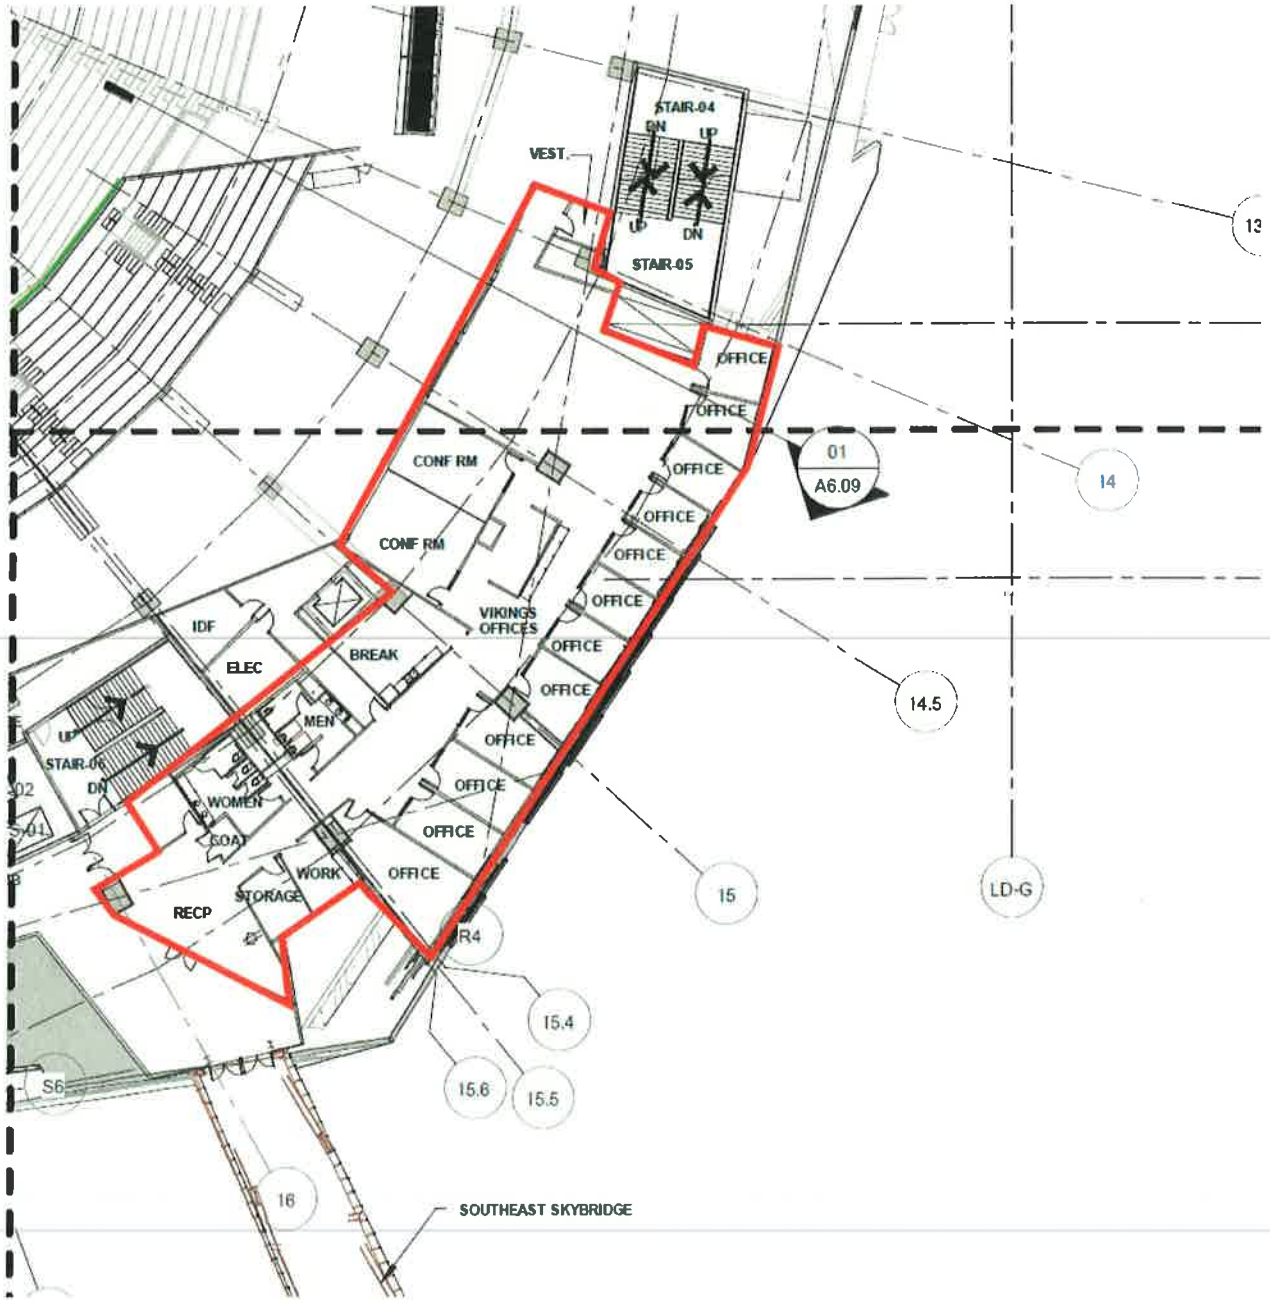 STAIR-04
DN
UP
VEST.
13
UP
DN
STAIR-05
OFFICE
OFFICE
01
A6.09
14
CONF RM
OFFICE
OFFICE
CONF RM
OFFICE
OFFICE
VIKINGS
OFFICES
IDF
ELEC
BREAK
OFFICE
OFFICE
14.5
MEN
OFFICE
UP
STAIR-06
DN
02
S-01
WOMEN
OFFICE
COAT
OFFICE
WORK
OFFICE
15
LD-G
STORAGE
RECP
R4
15.4
S6
15.6
15.5
16
SOUTHEAST SKYBRIDGE